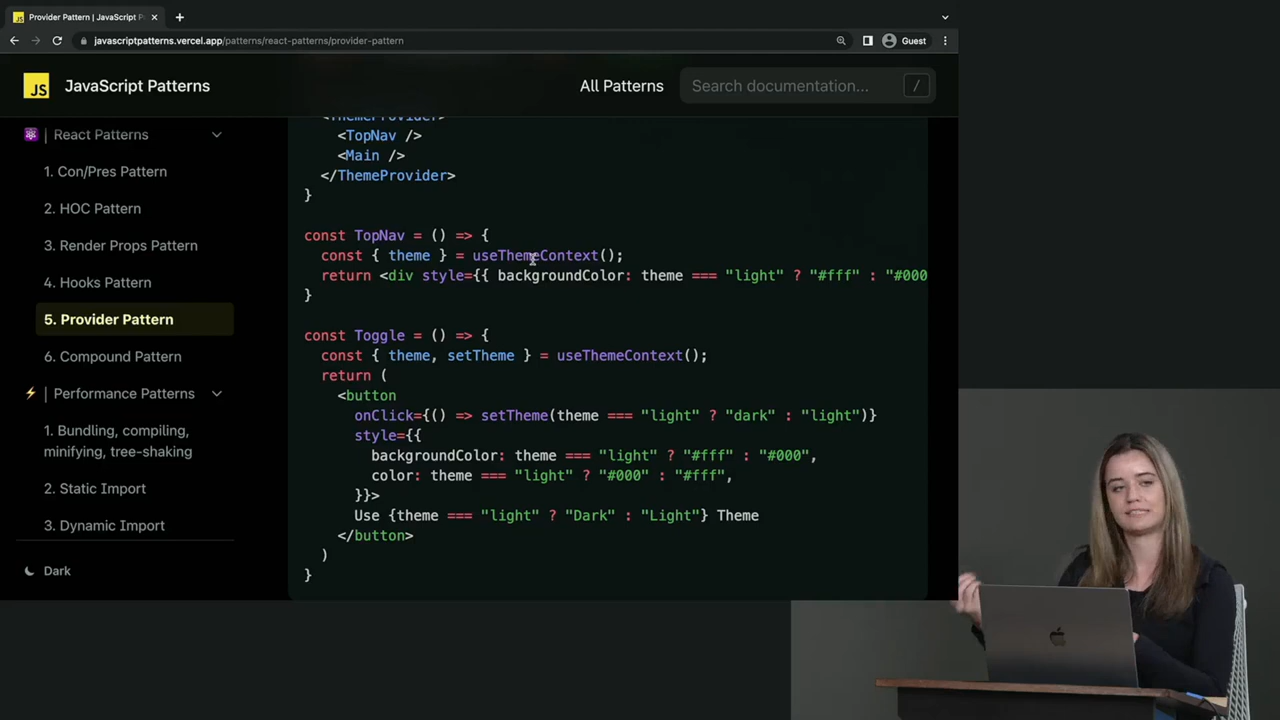 Provider Pattern | JavaScript P
javascriptpatterns.vercel.app/patterns/react-patterns/provider-pattern
Guest
JS
JavaScript Patterns
All Patterns
Search documentation...
/
| React Patterns
1. Con/Pres Pattern
2. HOC Pattern
3. Render Props Pattern
4. Hooks Pattern
5. Provider Pattern
6. Compound Pattern
| Performance Patterns
1. Bundling, compiling,
minifying, tree-shaking
2. Static Import
3. Dynamic Import
Dark
<ThemeProvider>
<TopNav />
<Main />
</ThemeProvider>
}
const TopNav = () => {
const { theme } = useThemeContext();
return <div style={{ backgroundColor: theme === "light" ? "#fff" : "#000
}
const Toggle = () => {
const { theme, setTheme } = useThemeContext();
return (
<button
onClick={() => setTheme(theme === "light" ? "dark" : "light")}
style={{
backgroundColor: theme === "light" ? "#fff" : "#000",
color: theme === "light" ? "#000" : "#fff",
}}>
Use {theme === "light" ? "Dark" : "Light"} Theme
</button>
)
}